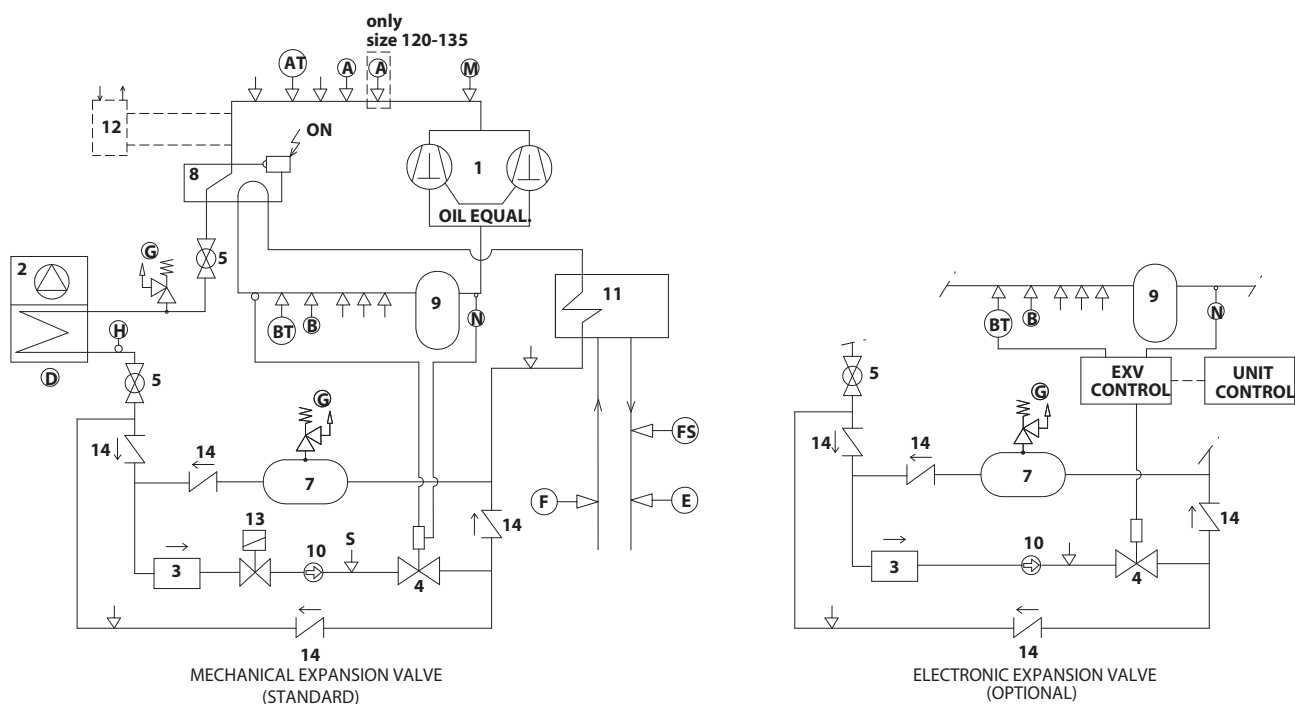 only
size 120-135
AT
A
A
M
12
ON
8
1
OIL EQUAL.
G
5
2
9
11
H
BT
B
N
D
5
G
FS
14
14
7
F
E
13
14
S
10
3
4
14
MECHANICAL EXPANSION VALVE
(STANDARD)
9
BT
B
N
5
EXV
CONTROL
UNIT
CONTROL
G
14
14
7
14
10
3
4
14
ELECTRONIC EXPANSION VALVE
(OPTIONAL)